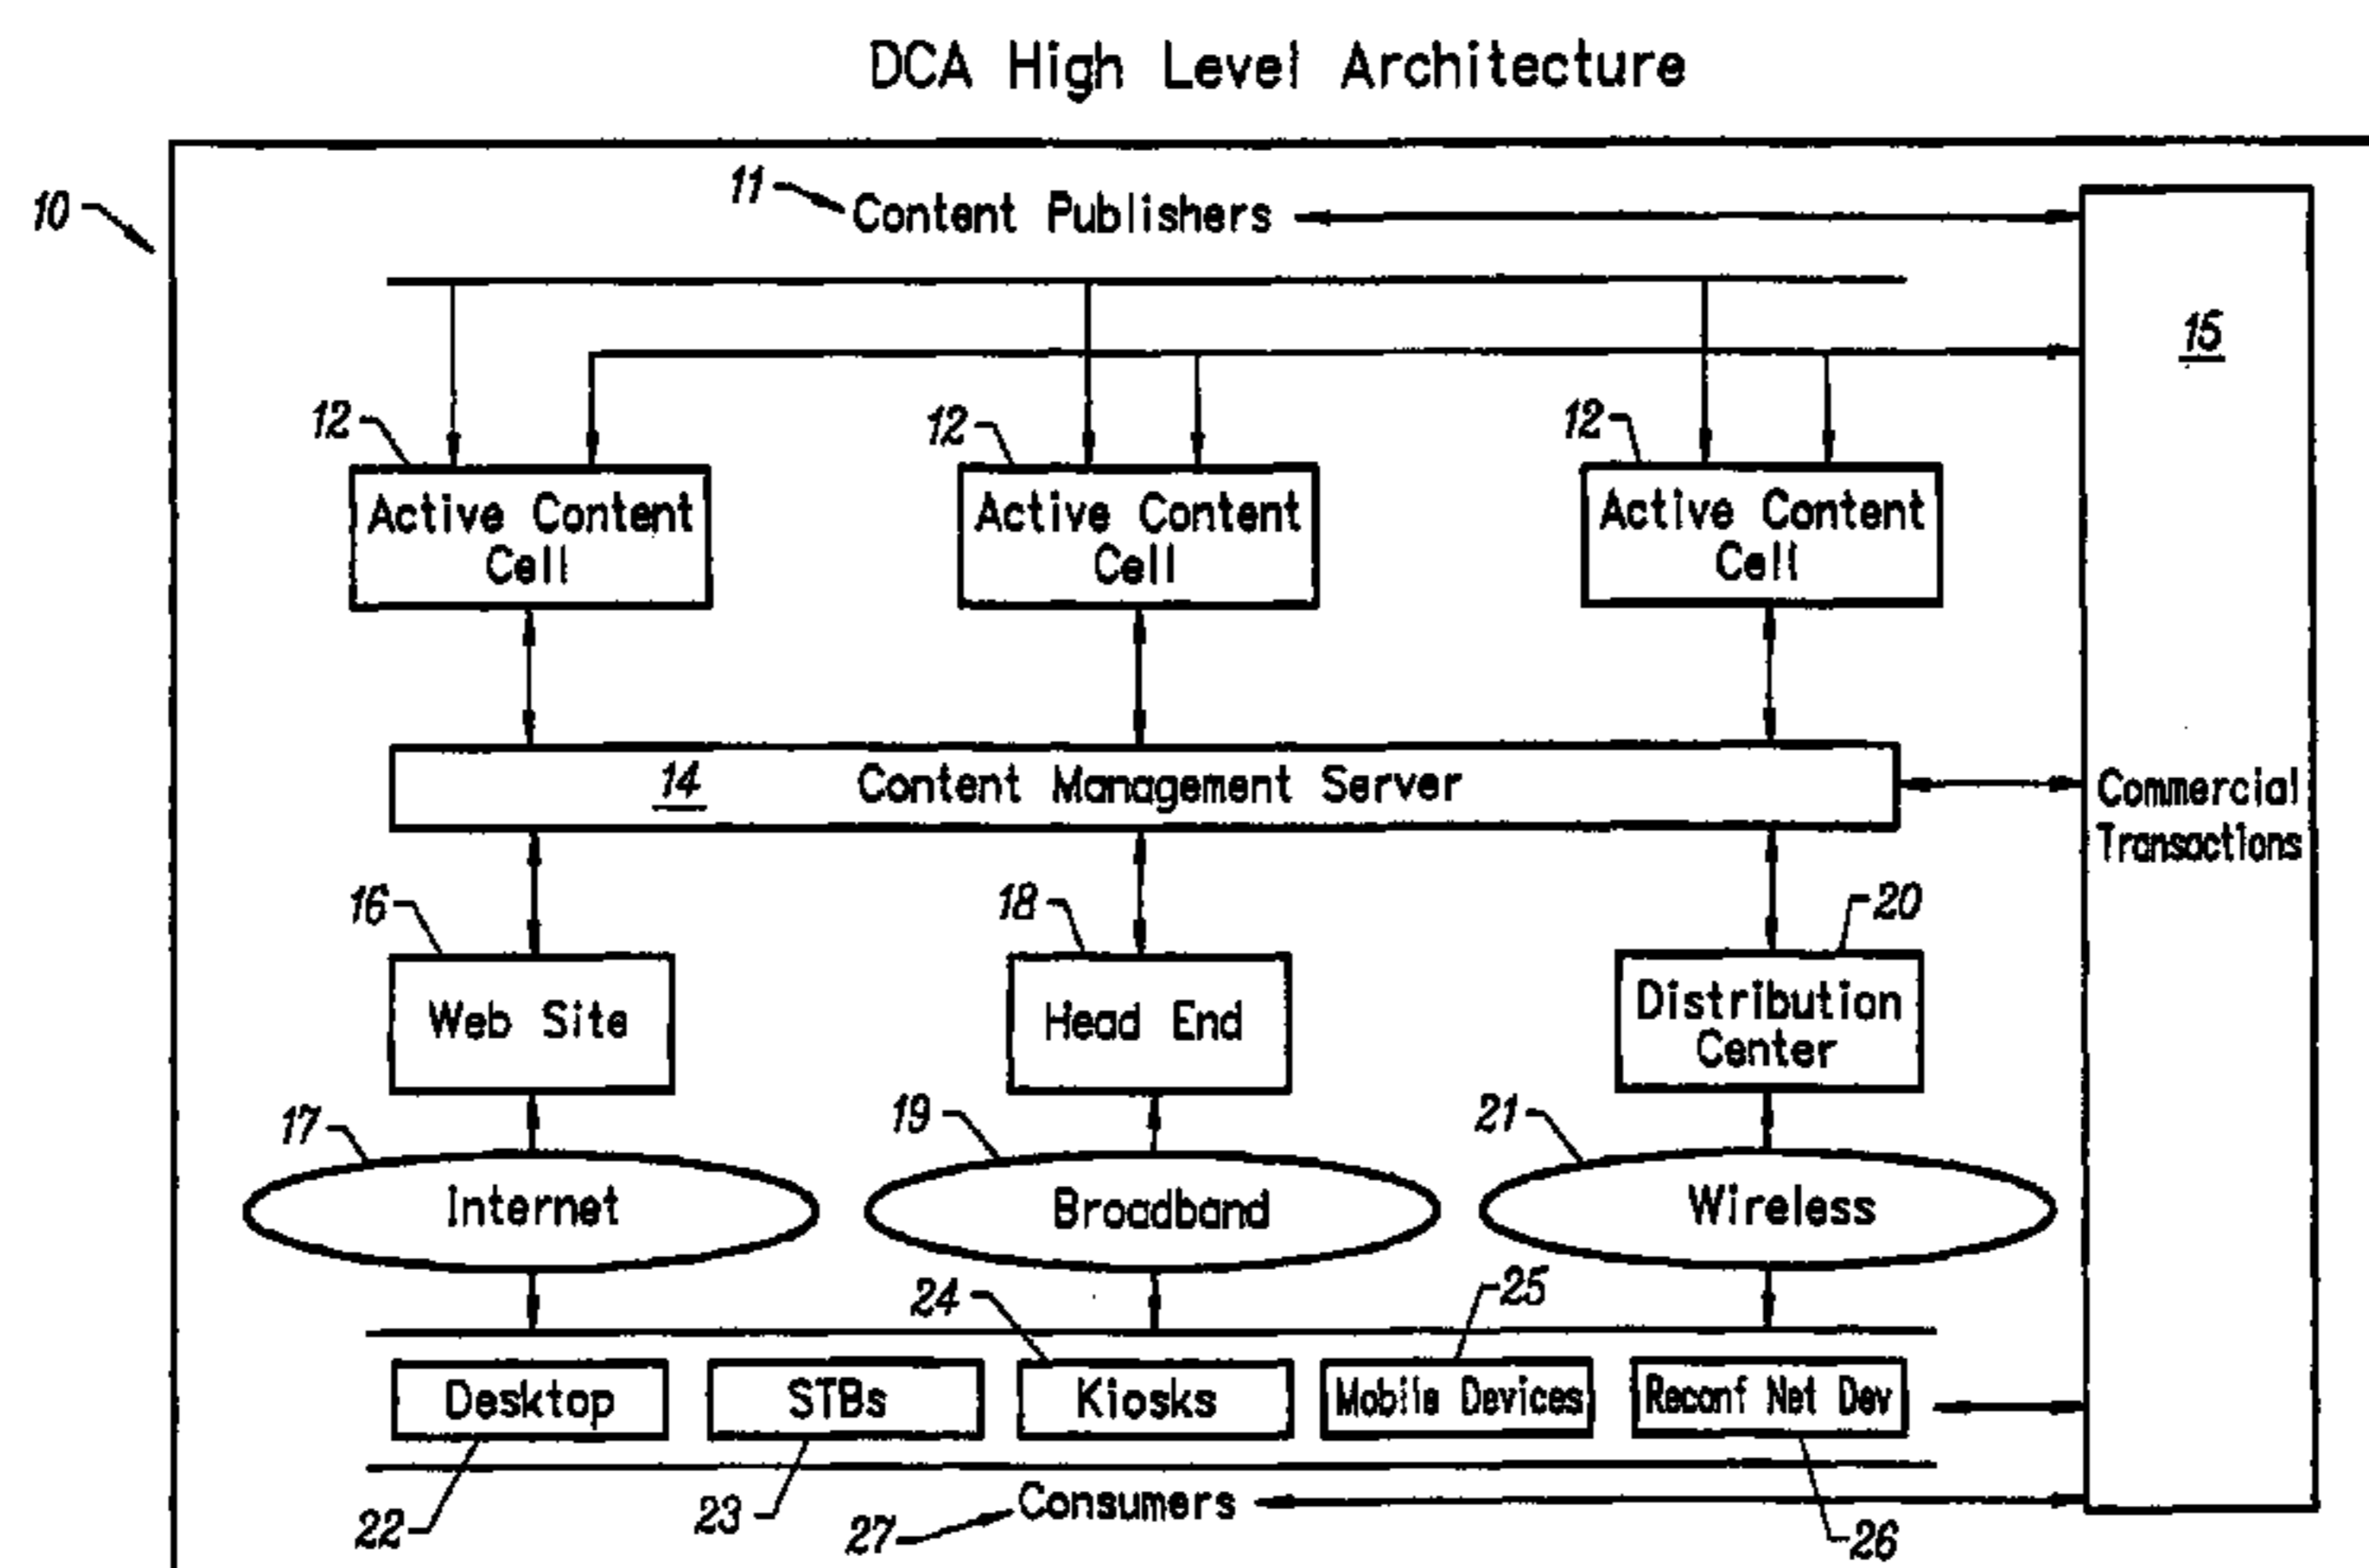 DCA High Level Architecture
10
11
Content Publishers
15
12
12
12
Active Content
Cell
Active Content
Cell
Active Content
Cell
14
Content Management Server
Commercial
Transactions
16
18
20
Web Site
Head End
Distribution
Center
17
19
21
Internet
Broadband
Wireless
24
25
Desktop
STBs
Kiosks
Mobile Devices
Reconf Net Dev
22
23
27
Consumers
26